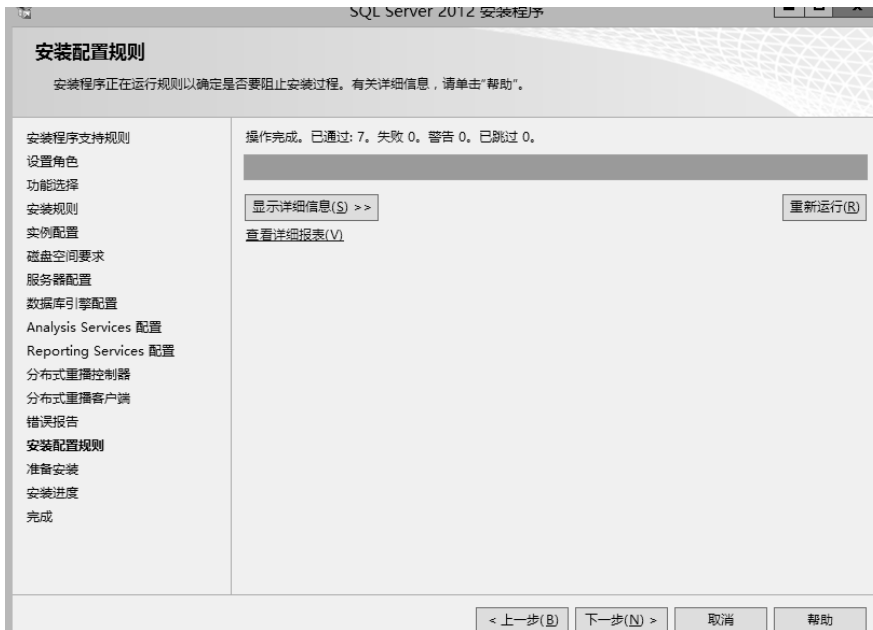 SQL Server 2012 安装程序
安装配置规则
安装程序正在运行规则以确定是否要阻止安装过程。有关详细信息，请单击“帮助”。
安装程序支持规则
设置角色
功能选择
安装规则
实例配置
磁盘空间要求
服务器配置
数据库引擎配置
Analysis Services 配置
Reporting Services 配置
分布式重播控制器
分布式重播客户端
错误报告
安装配置规则
准备安装
安装进度
完成
操作完成。已通过: 7。失败 0。警告 0。已跳过 0。
显示详细信息(S) >>
重新运行(R)
查看详细报表(V)
< 上一步(B)
下一步(N) >
取消
帮助